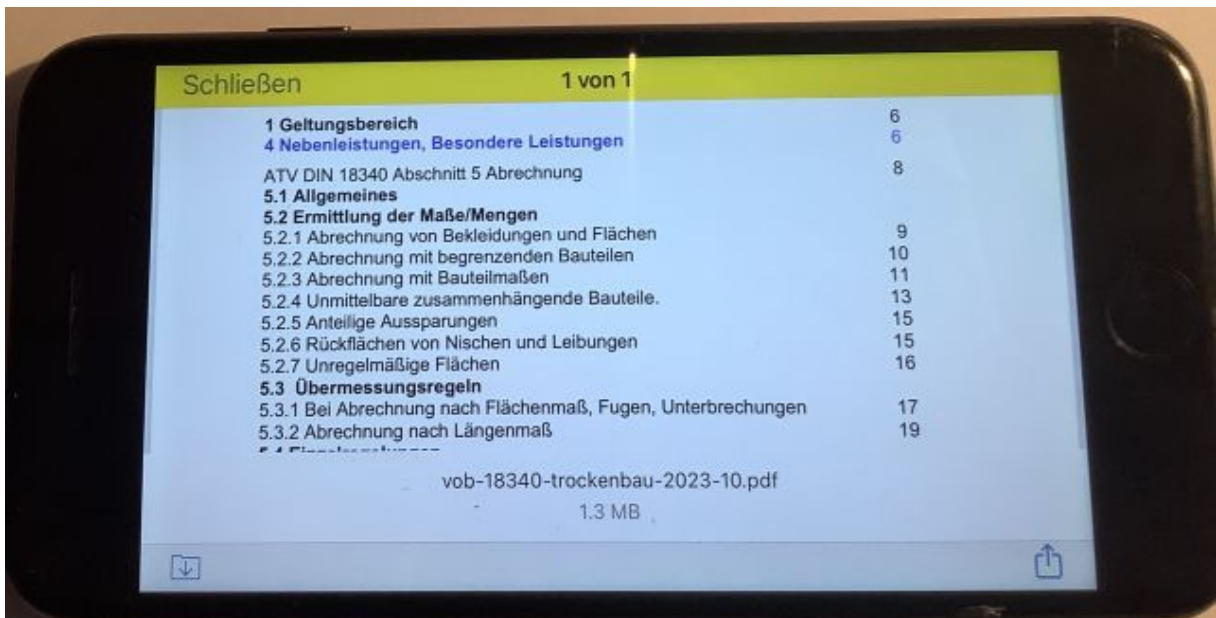 Schließen 1 von 1
1 Geltungsbereich 6
4 Nebenleistungen, Besondere Leistungen 6
ATV DIN 18340 Abschnitt 5 Abrechnung 8
5.1 Allgemeines
5.2 Ermittlung der Maße/Mengen
5.2.1 Abrechnung von Bekleidungen und Flächen 9
5.2.2 Abrechnung mit begrenzenden Bauteilen 10
5.2.3 Abrechnung mit Bauteilmaßen 11
5.2.4 Unmittelbare zusammenhängende Bauteile. 13
5.2.5 Anteilige Aussparungen 15
5.2.6 Rückflächen von Nischen und Leibungen 15
5.2.7 Unregelmäßige Flächen 16
5.3 Übermessungsregeln
5.3.1 Bei Abrechnung nach Flächenmaß, Fugen, Unterbrechungen 17
5.3.2 Abrechnung nach Längenmaß 19
vob-18340-trockenbau-2023-10.pdf
1.3 MB